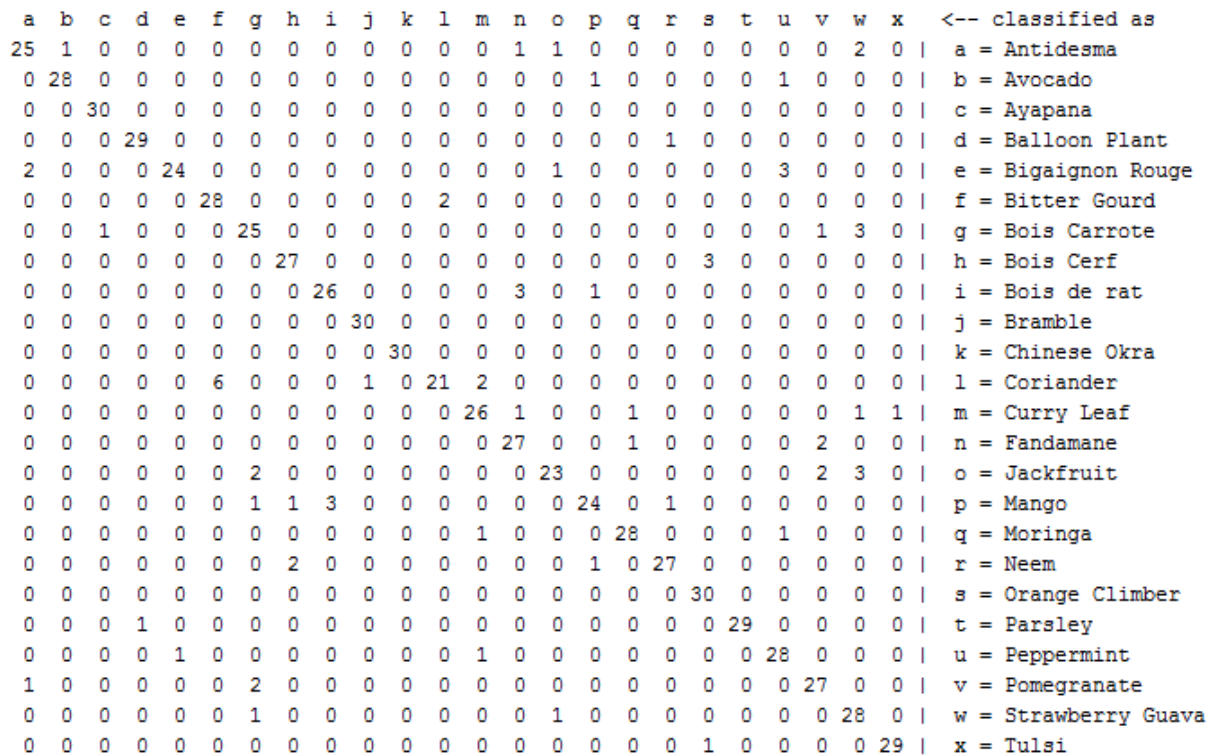 a b c d e f g h i j k l m n o p q r s t u v w x <-- classified as
25 1 0 0 0 0 0 0 0 0 0 0 0 1 1 0 0 0 0 0 0 0 2 0 | a = Antidesma
0 28 0 0 0 0 0 0 0 0 0 0 0 0 0 1 0 0 0 0 1 0 0 0 | b = Avocado
0 0 30 0 0 0 0 0 0 0 0 0 0 0 0 0 0 0 0 0 0 0 0 0 | c = Ayapana
0 0 0 29 0 0 0 0 0 0 0 0 0 0 0 0 0 1 0 0 0 0 0 0 | d = Balloon Plant
2 0 0 0 24 0 0 0 0 0 0 0 0 0 1 0 0 0 0 0 3 0 0 0 | e = Bigaignon Rouge
0 0 0 0 0 28 0 0 0 0 0 2 0 0 0 0 0 0 0 0 0 0 0 0 | f = Bitter Gourd
0 0 1 0 0 0 25 0 0 0 0 0 0 0 0 0 0 0 0 0 0 1 3 0 | g = Bois Carrote
0 0 0 0 0 0 0 27 0 0 0 0 0 0 0 0 0 0 3 0 0 0 0 0 | h = Bois Cerf
0 0 0 0 0 0 0 0 26 0 0 0 0 3 0 1 0 0 0 0 0 0 0 0 | i = Bois de rat
0 0 0 0 0 0 0 0 0 30 0 0 0 0 0 0 0 0 0 0 0 0 0 0 | j = Bramble
0 0 0 0 0 0 0 0 0 0 30 0 0 0 0 0 0 0 0 0 0 0 0 0 | k = Chinese Okra
0 0 0 0 0 6 0 0 0 1 0 21 2 0 0 0 0 0 0 0 0 0 0 0 | l = Coriander
0 0 0 0 0 0 0 0 0 0 0 0 26 1 0 0 1 0 0 0 0 0 1 1 | m = Curry Leaf
0 0 0 0 0 0 0 0 0 0 0 0 0 27 0 0 1 0 0 0 0 2 0 0 | n = Fandamane
0 0 0 0 0 0 2 0 0 0 0 0 0 0 23 0 0 0 0 0 0 2 3 0 | o = Jackfruit
0 0 0 0 0 0 1 1 3 0 0 0 0 0 0 24 0 1 0 0 0 0 0 0 | p = Mango
0 0 0 0 0 0 0 0 0 0 0 0 1 0 0 0 28 0 0 0 1 0 0 0 | q = Moringa
0 0 0 0 0 0 0 2 0 0 0 0 0 0 0 1 0 27 0 0 0 0 0 0 | r = Neem
0 0 0 0 0 0 0 0 0 0 0 0 0 0 0 0 0 0 30 0 0 0 0 0 | s = Orange Climber
0 0 0 1 0 0 0 0 0 0 0 0 0 0 0 0 0 0 0 29 0 0 0 0 | t = Parsley
0 0 0 0 1 0 0 0 0 0 0 0 1 0 0 0 0 0 0 0 28 0 0 0 | u = Peppermint
1 0 0 0 0 0 2 0 0 0 0 0 0 0 0 0 0 0 0 0 0 27 0 0 | v = Pomegranate
0 0 0 0 0 0 1 0 0 0 0 0 0 0 1 0 0 0 0 0 0 0 28 0 | w = Strawberry Guava
0 0 0 0 0 0 0 0 0 0 0 0 0 0 0 0 0 0 1 0 0 0 0 29 | x = Tulsi